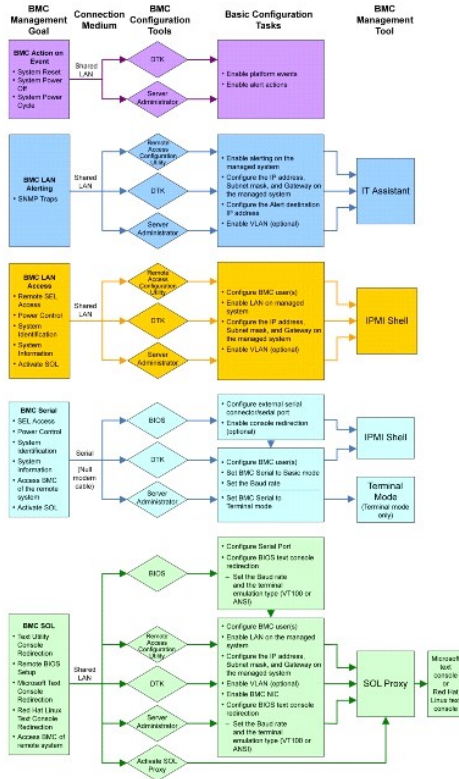 BMC
Management
Goal
Connection
Medium
BMC
Configuration
Tools
Basic Configuration
Tasks
BMC
Management
Tool
BMC Action on
Event
• System Reset
• System Power
Off
• System Power
Cycle
Shared
LAN
DTK
Server
Administrator
• Enable platform events
• Enable alert actions
BMC LAN
Alerting
• SNMP Traps
Shared
LAN
Remote
Access
Configuration
Utility
DTK
Server
Administrator
• Enable alerting on the
managed system
• Configure the IP address,
Subnet mask, and Gateway on
the managed system
• Configure the Alert destination
IP address
• Enable VLAN (optional)
IT Assistant
BMC LAN
Access
• Remote SEL
Access
• Power Control
• System
Identification
• System
Information
• Activate SOL
Shared
LAN
Remote
Access
Configuration
Utility
DTK
Server
Administrator
• Configure BMC user(s)
• Enable LAN on managed
system
• Configure the IP address,
Subnet mask, and Gateway on
the managed system
• Enable VLAN (optional)
IPMI Shell
BMC Serial
• SEL Access
• Power Control
• System
Identification
• System
Information
• Access BMC
of the remote
system
• Activate SOL
Serial
(Null
modem
cable)
BIOS
DTK
Server
Administrator
• Configure external serial
connector/serial port
• Enable console redirection
(optional)
• Configure BMC user(s)
• Set BMC Serial to Basic mode
• Set the Baud rate
• Set BMC Serial to
Terminal mode
IPMI Shell
Terminal
Mode
(Terminal mode
only)
BMC SOL
• Text Utility
Console
Redirection
• Remote BIOS
Setup
• Microsoft Text
Console
Redirection
• Red Hat Linux
Text Console
Redirection
• Access BMC of
remote system
Shared
LAN
BIOS
Remote
Access
Configuration
Utility
DTK
Server
Administrator
Activate SOL
Proxy
• Configure Serial Port
• Configure BIOS text console
redirection
– Set the Baud rate
and the terminal
emulation type (VT100 or
ANSI)
• Configure BMC user(s)
• Enable LAN on the managed
system
• Configure the IP address,
Subnet mask, and Gateway on
the managed system
• Enable VLAN (optional)
• Enable BMC NIC
• Configure BIOS text console
redirection
– Set the Baud rate
and the terminal
emulation type (VT100 or
ANSI)
SOL Proxy
Microsoft
text
console
or
Red Hat
Linux text
console